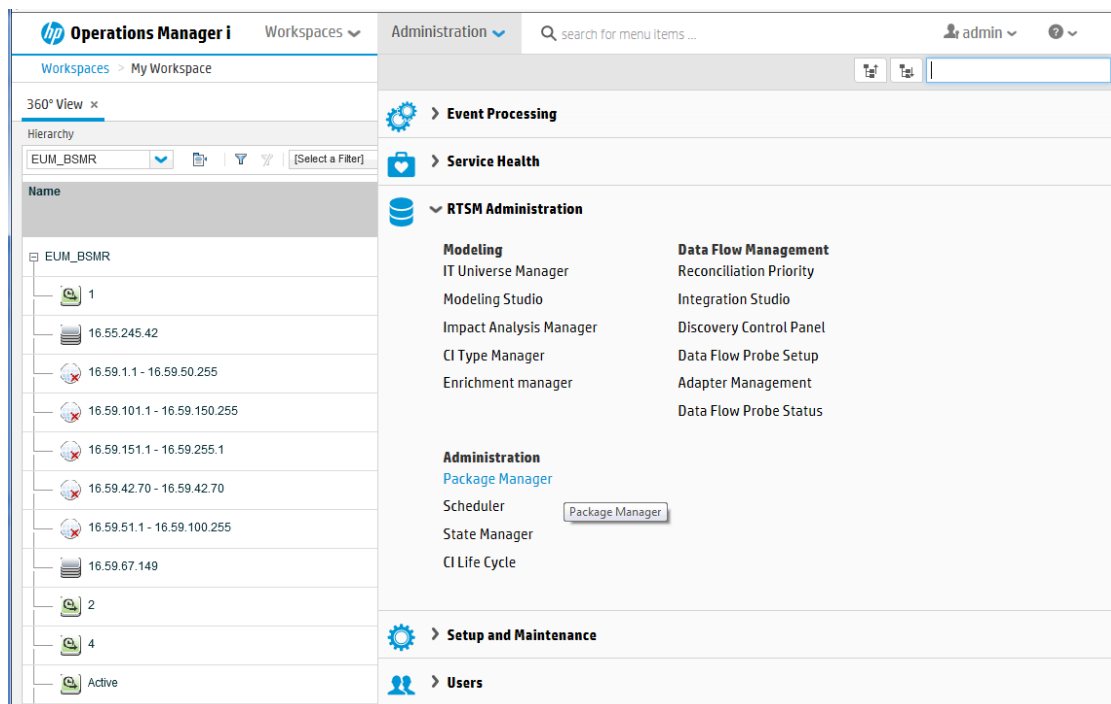 hp Operations Manager i Workspaces Administration search for menu items ... admin ?
Workspaces > My Workspace
360° View ×
Hierarchy
EUM_BSMR [Select a Filter]
Name
EUM_BSMR
1
16.55.245.42
16.59.1.1 - 16.59.50.255
16.59.101.1 - 16.59.150.255
16.59.151.1 - 16.59.255.1
16.59.42.70 - 16.59.42.70
16.59.51.1 - 16.59.100.255
16.59.67.149
2
4
Active
Event Processing
Service Health
RTSM Administration
Modeling
IT Universe Manager
Modeling Studio
Impact Analysis Manager
CI Type Manager
Enrichment manager
Data Flow Management
Reconciliation Priority
Integration Studio
Discovery Control Panel
Data Flow Probe Setup
Adapter Management
Data Flow Probe Status
Administration
Package Manager
Scheduler
Package Manager
State Manager
CI Life Cycle
Setup and Maintenance
Users